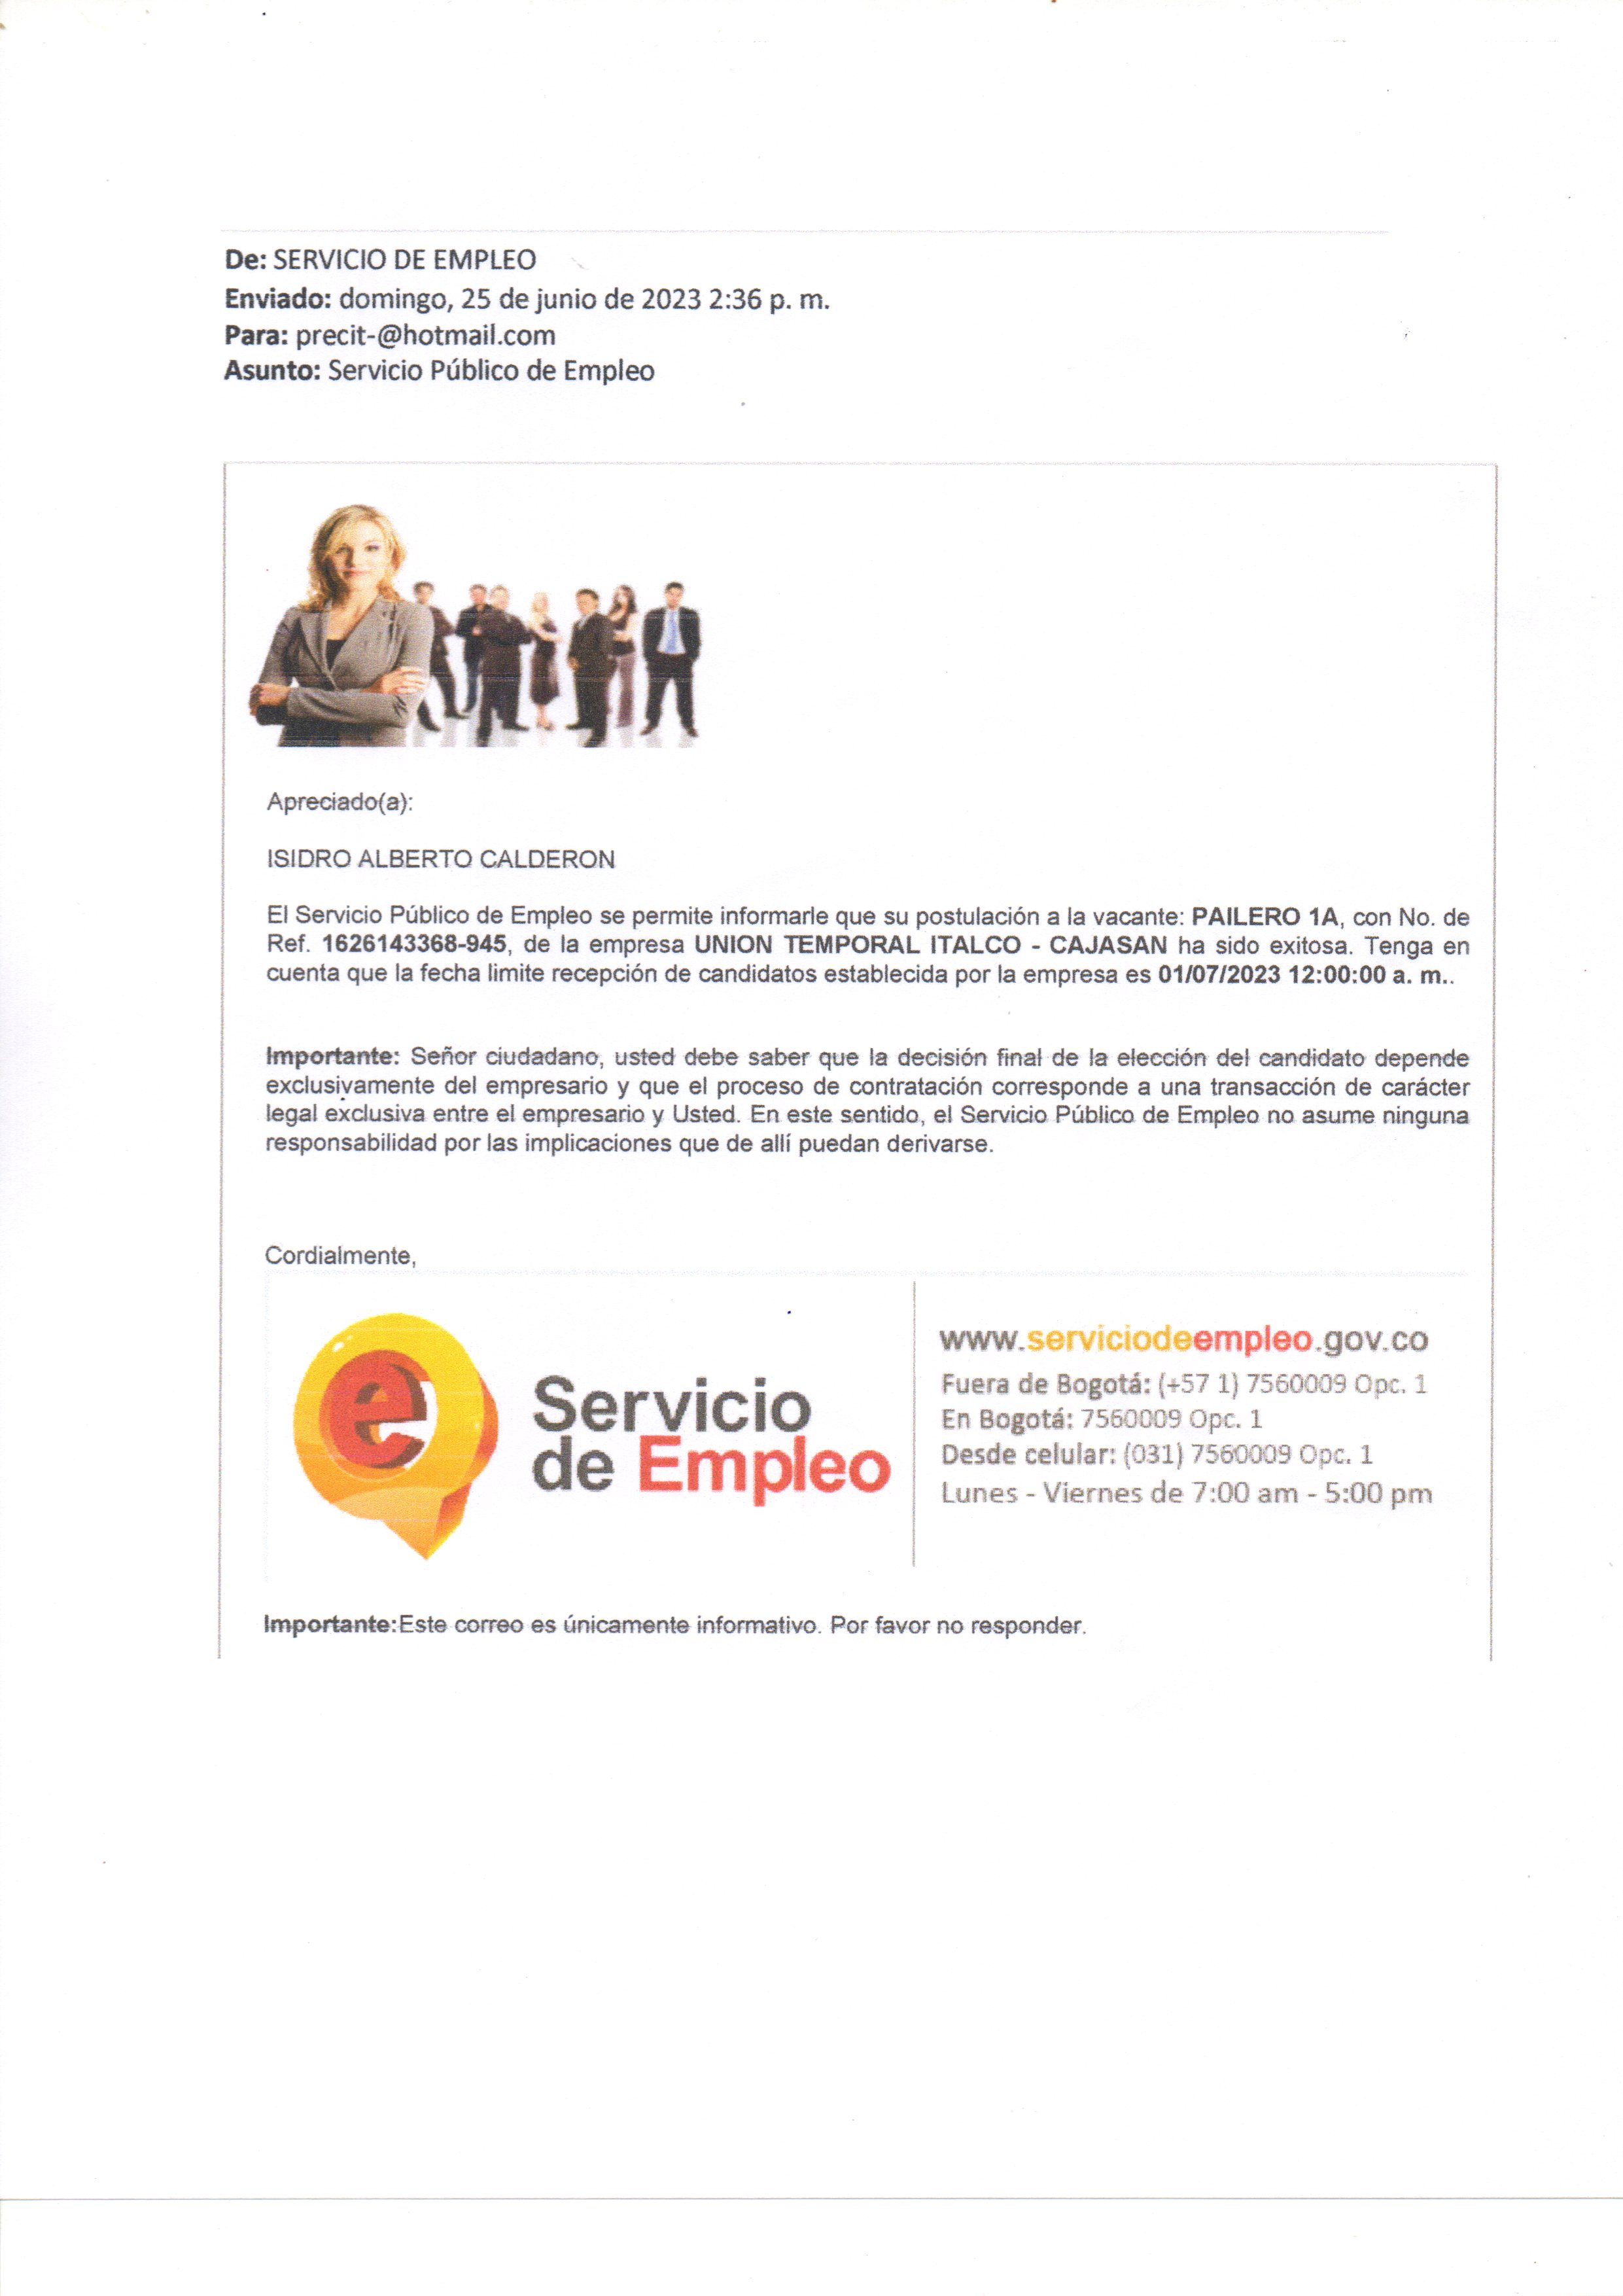 De: SERVICIO DE EMPLEO
Enviado: domingo, 25 de junio de 2023 2:36 p. m.
Para: precit-@hotmail.com
Asunto: Servicio Público de Empleo
Apreciado(a):
ISIDRO ALBERTO CALDERON
El Servicio Público de Empleo se permite informarle que su postulación a la vacante: PAILERO 1A, con No. de
Ref. 1626143368-945, de la empresa UNION TEMPORAL ITALCO - CAJASAN ha sido exitosa. Tenga en
cuenta que la fecha limite recepción de candidatos establecida por la empresa es 01/07/2023 12:00:00 a. m..
Importante: Señor ciudadano, usted debe saber que la decisión final de la elección del candidato depende
exclusivamente del empresario y que el proceso de contratación corresponde a una transacción de carácter
legal exclusiva entre el empresario y Usted. En este sentido, el Servicio Público de Empleo no asume ninguna
responsabilidad por las implicaciones que de allí puedan derivarse.
Cordialmente,
e
Servicio
de Empleo
www.serviciodeempleo.gov.co
Fuera de Bogotá: (+57 1) 7560009 Opc. 1
En Bogotá: 7560009 Opc. 1
Desde celular: (031) 7560009 Opc. 1
Lunes - Viernes de 7:00 am - 5:00 pm
Importante:Este correo es únicamente informativo. Por favor no responder.